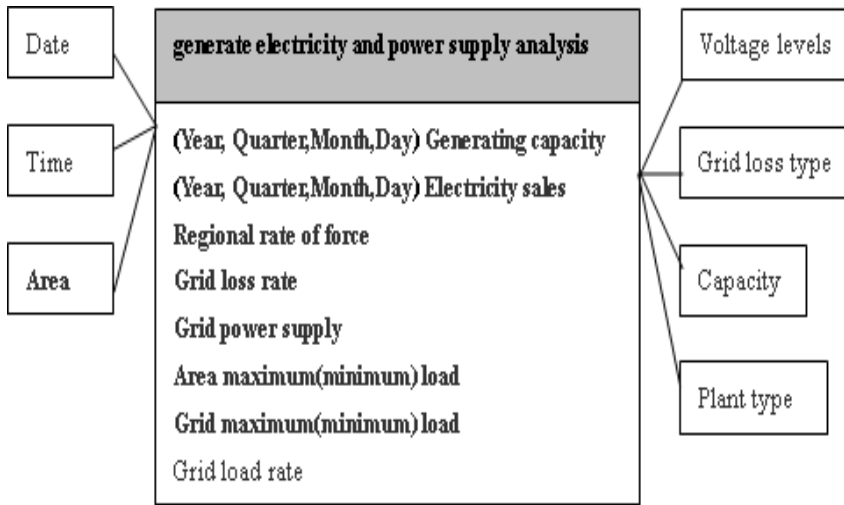 Date
Time
Area
generate electricity and power supply analysis
(Year, Quarter,Month,Day) Generating capacity
(Year, Quarter,Month,Day) Electricity sales
Regional rate of force
Grid loss rate
Grid power supply
Area maximum(minimum) load
Grid maximum(minimum) load
Grid load rate
Voltage levels
Grid loss type
Capacity
Plant type